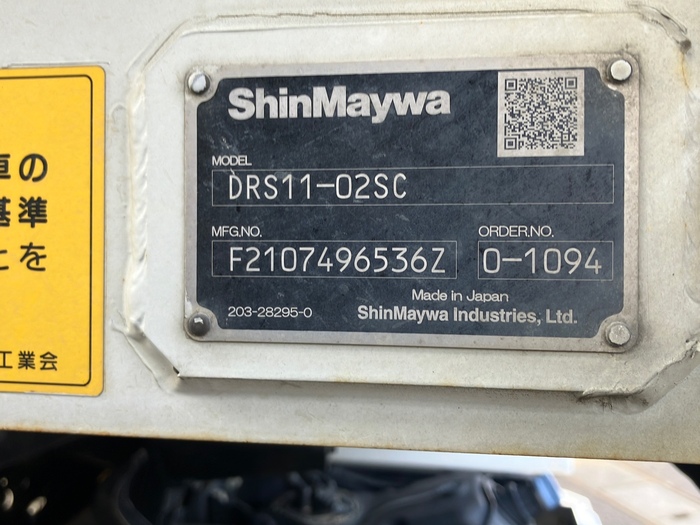 車の
基準
とを
工業会
ShinMaywa
MODEL
DRS11-02SC
MFG.NO.
F2107496536Z
ORDER.NO.
0-1094
Made in Japan
203-28295-0
ShinMaywa Industries, Ltd.